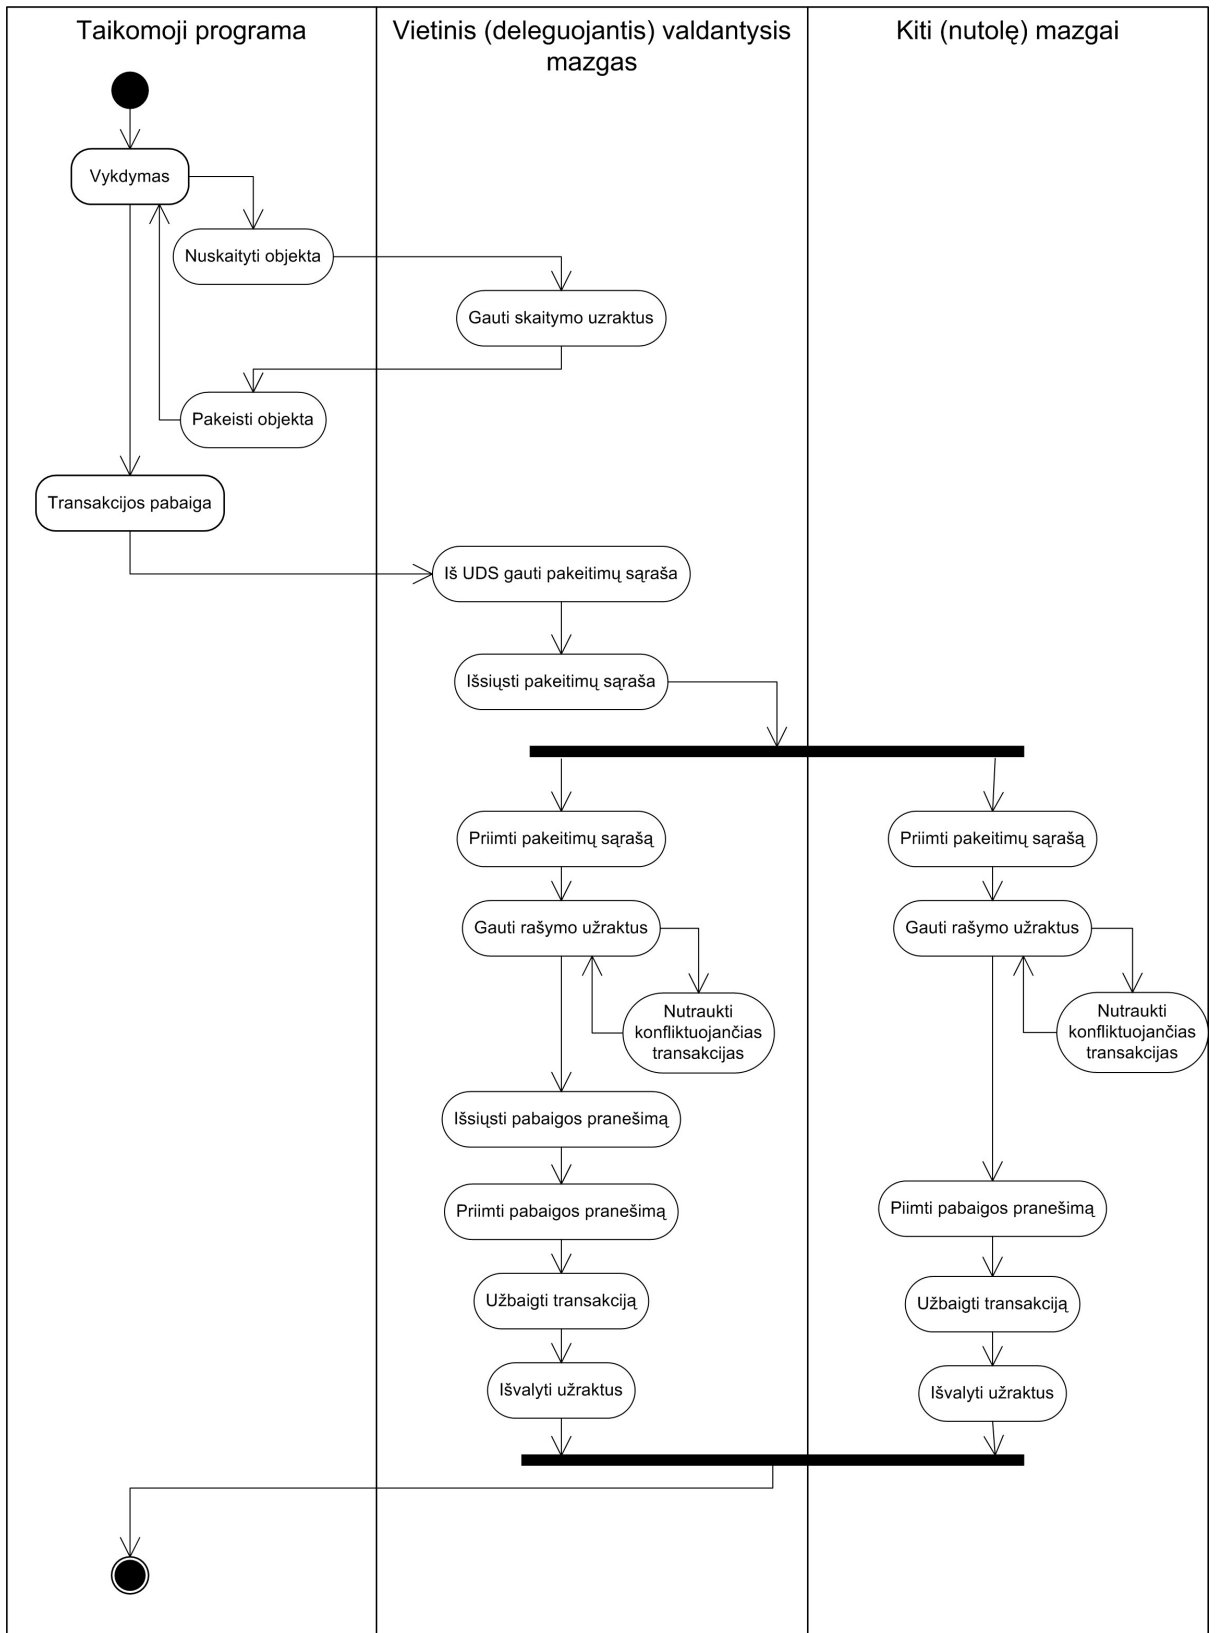 Taikomoji programa
Vietinis (deleguojantis) valdantysis
mazgas
Kiti (nutolę) mazgai
Vykdymas
Nuskaityti objekta
Gauti skaitymo uzraktus
Pakeisti objekta
Transakcijos pabaiga
Iš UDS gauti pakeitimų sąraša
Išsiųsti pakeitimų sąraša
Priimti pakeitimų sąrašą
Priimti pakeitimų sąrašą
Gauti rašymo užraktus
Gauti rašymo užraktus
Nutraukti
konfliktuojančias
transakcijas
Nutraukti
konfliktuojančias
transakcijas
Išsiųsti pabaigos pranešimą
Priimti pabaigos pranešimą
Piimti pabaigos pranešimą
Užbaigti transakciją
Užbaigti transakciją
Išvalyti užraktus
Išvalyti užraktus